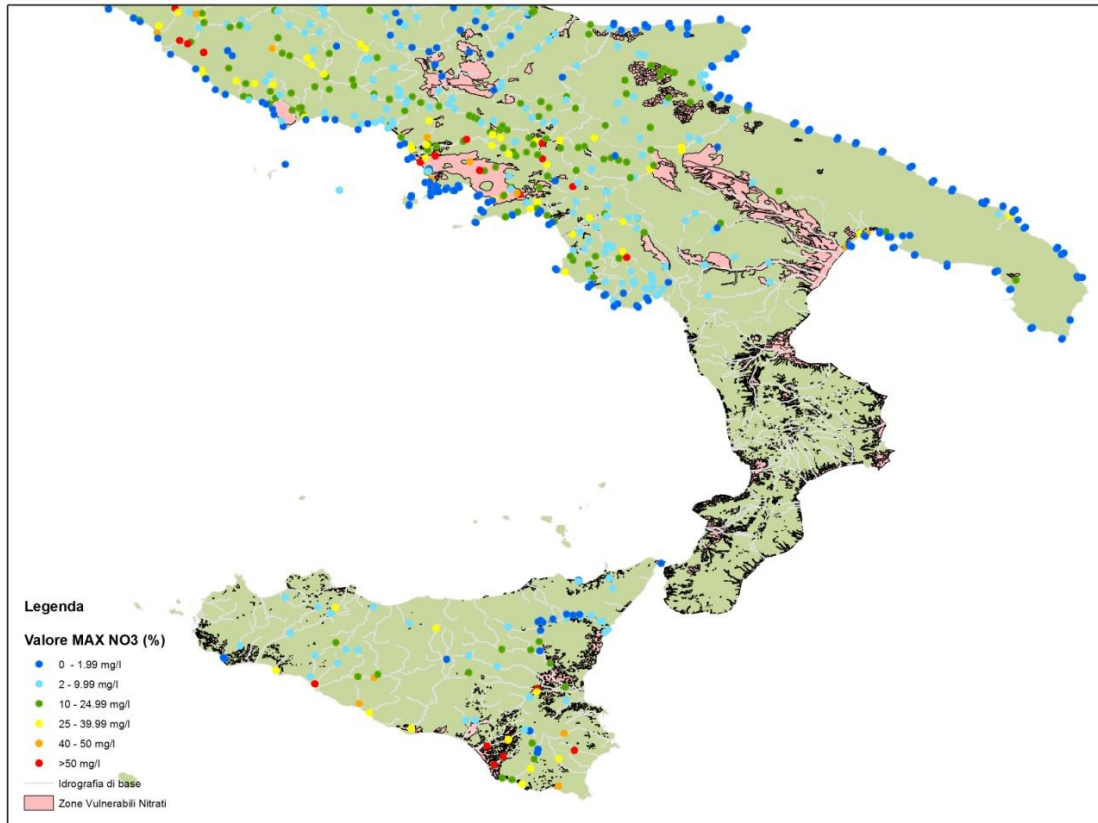 Legenda
Valore MAX NO3 (%)
0 - 1.99 mg/l
2 - 9.99 mg/l
10 - 24.99 mg/l
25 - 39.99 mg/l
40 - 50 mg/l
>50 mg/l
Idrografia di base
Zone Vulnerabili Nitrati